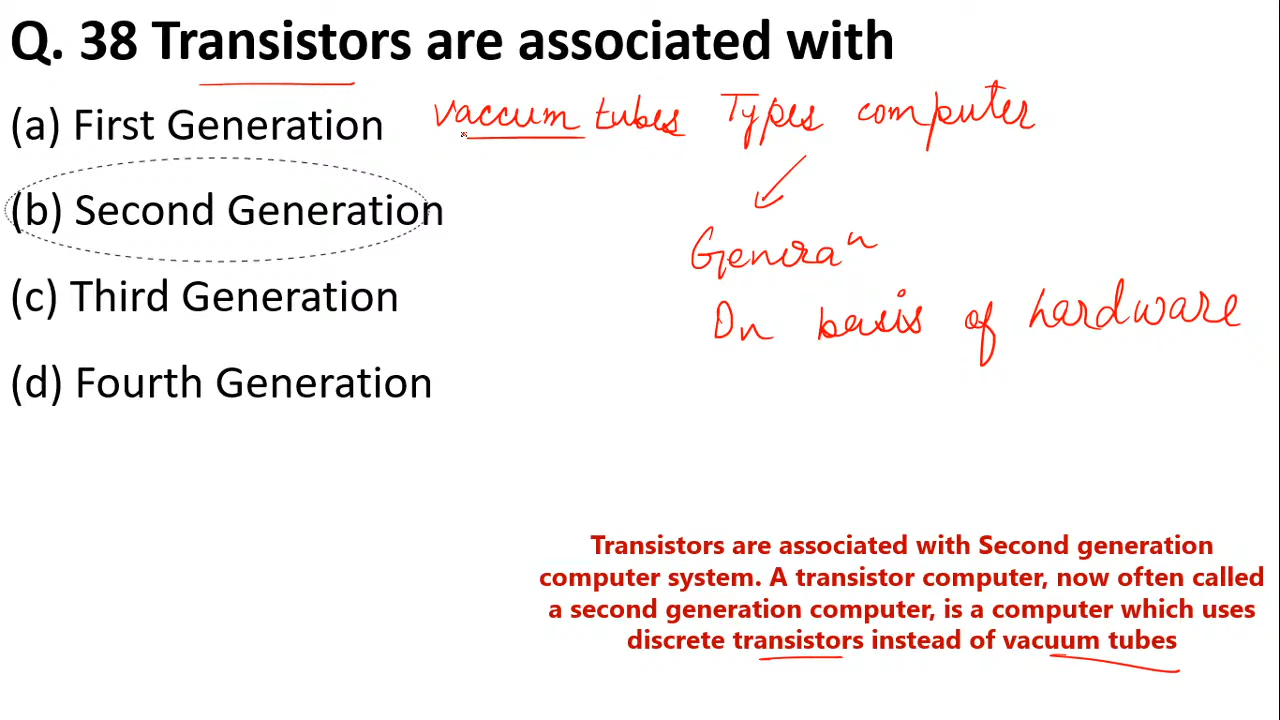 Q. 38 Transistors are associated with
(a) First Generation
vaccum tubes Types computer
(b) Second Generation
Generaⁿ
(c) Third Generation
On basis of hardware
(d) Fourth Generation
Transistors are associated with Second generation
computer system. A transistor computer, now often called
a second generation computer, is a computer which uses
discrete transistors instead of vacuum tubes